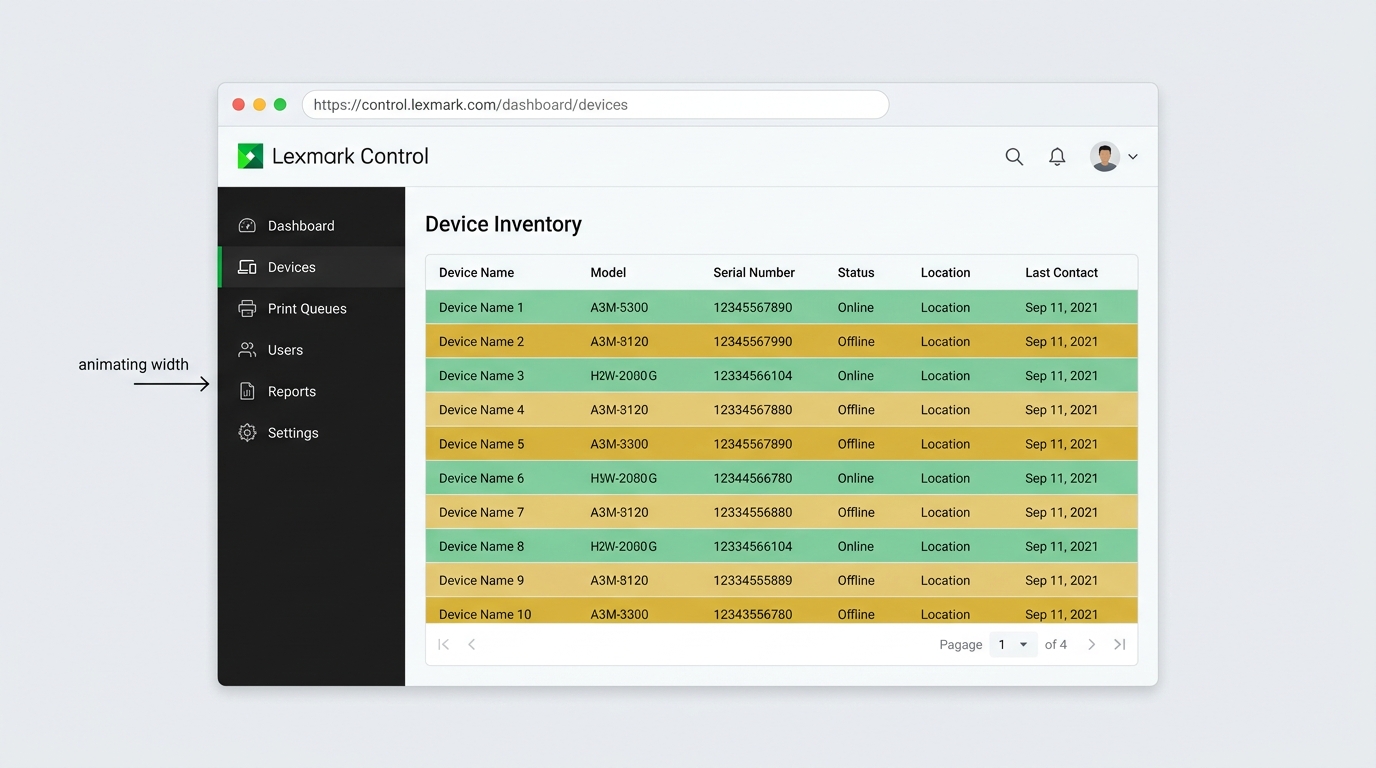 https://control.lexmark.com/dashboard/devices
Lexmark Control
animating width
Dashboard
Devices
Print Queues
Users
Reports
Settings
Device Inventory
Device Name Model Serial Number Status Location Last Contact
Device Name 1 A3M-5300 12345567890 Online Location Sep 11, 2021
Device Name 2 A3M-3120 12345567990 Offline Location Sep 11, 2021
Device Name 3 H2W-2080G 12334566104 Online Location Sep 11, 2021
Device Name 4 A3M-3120 12334567880 Offline Location Sep 11, 2021
Device Name 5 A3M-3300 12345567890 Offline Location Sep 11, 2021
Device Name 6 12344566780 Online Location Sep 11, 2021
Device Name 7 A3M-3120 12334556880 Offline Location Sep 11, 2021
Device Name 8 H2W-2080G 12334566104 Online Location Sep 11, 2021
Device Name 9 A3M-8120 12334555889 Offline Location Sep 11, 2021
Device Name 10 A3M-3300 12343556780 Offline Location Sep 11, 2021
Pagage 1 of 4